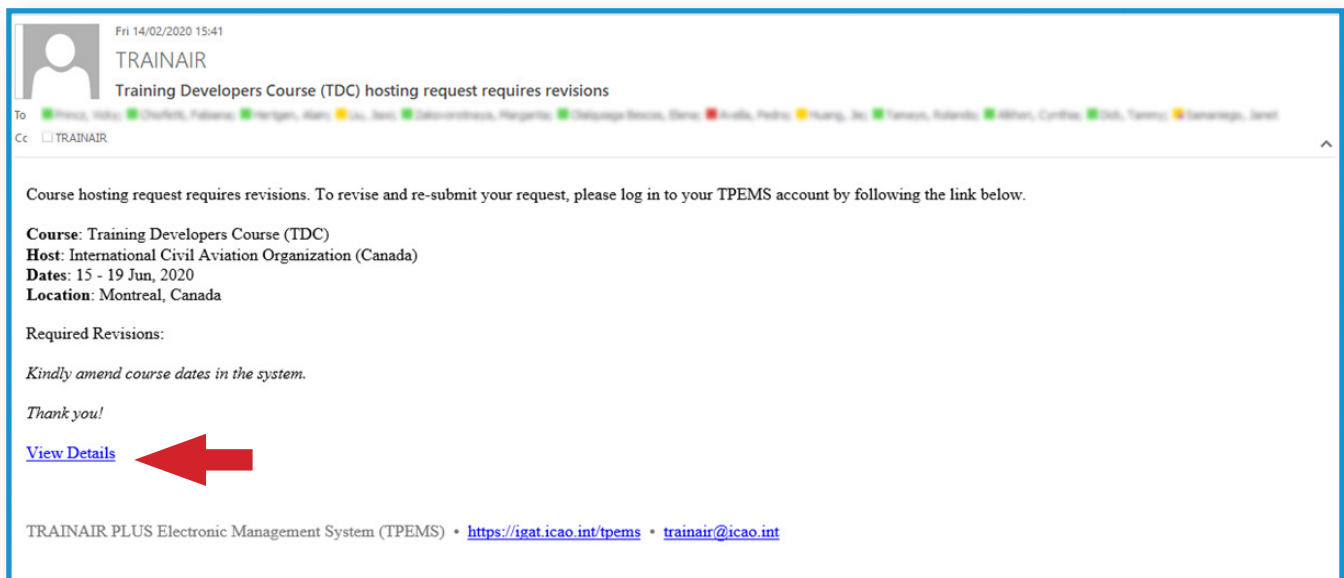 Fri 14/02/2020 15:41
TRAINAIR
Training Developers Course (TDC) hosting request requires revisions
To
Cc TRAINAIR
Course hosting request requires revisions. To revise and re-submit your request, please log in to your TPEMS account by following the link below.
Course: Training Developers Course (TDC)
Host: International Civil Aviation Organization (Canada)
Dates: 15 - 19 Jun, 2020
Location: Montreal, Canada
Required Revisions:
Kindly amend course dates in the system.
Thank you!
View Details
TRAINAIR PLUS Electronic Management System (TPEMS) • https://igat.icao.int/tpems • trainair@icao.int